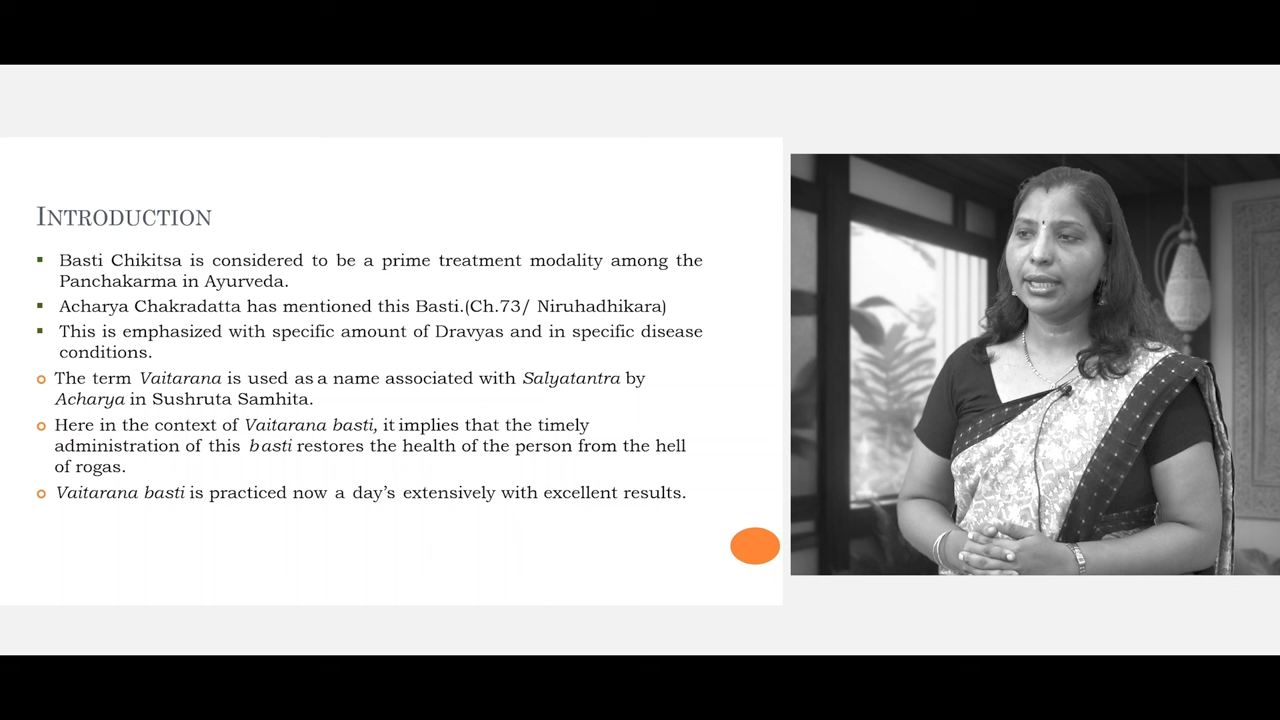 INTRODUCTION
Basti Chikitsa is considered to be a prime treatment modality among the
Panchakarma in Ayurveda.
Acharya Chakradatta has mentioned this Basti.(Ch.73/ Niruhadhikara)
This is emphasized with specific amount of Dravyas and in specific disease
conditions.
The term Vaitarana is used as a name associated with Salyatantra by
Acharya in Sushruta Samhita.
Here in the context of Vaitarana basti, it implies that the timely
administration of this basti restores the health of the person from the hell
of rogas.
Vaitarana basti is practiced now a day's extensively with excellent results.